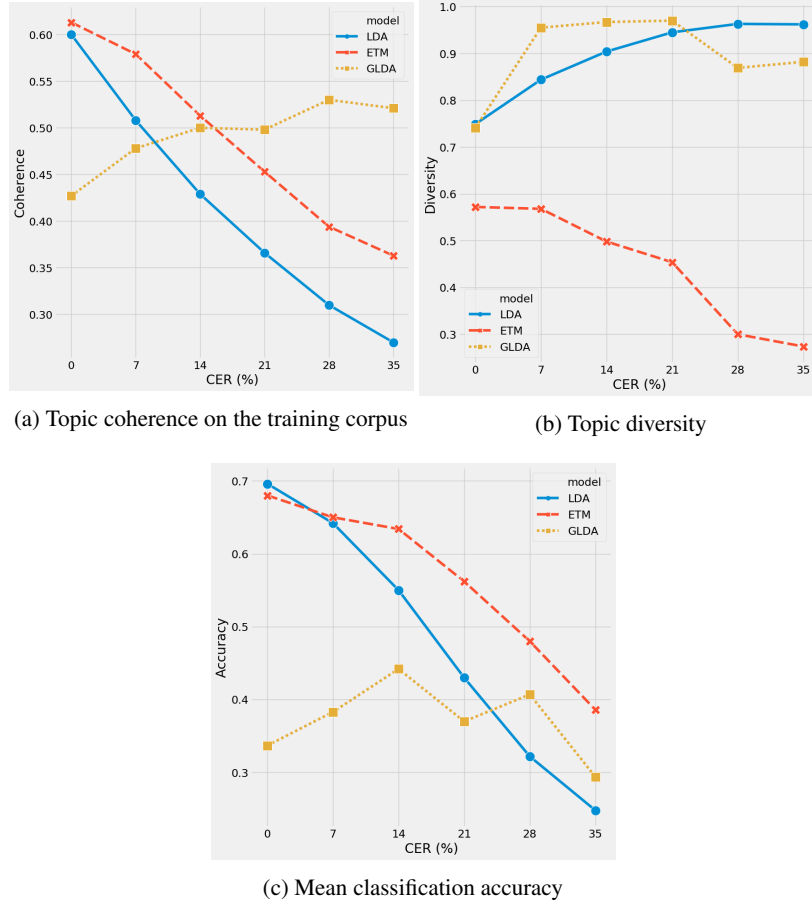 model
LDA
ETM
GLDA
0.60
0.55
0.50
0.45
0.40
0.35
0.30
Coherence
0 7 14 21 28 35
CER (%)
(a) Topic coherence on the training corpus
1.0
0.9
0.8
0.7
0.6
0.5
0.4
0.3
Diversity
model
LDA
ETM
GLDA
0 7 14 21 28 35
CER (%)
(b) Topic diversity
model
LDA
ETM
GLDA
0.7
0.6
0.5
0.4
0.3
Accuracy
0 7 14 21 28 35
CER (%)
(c) Mean classification accuracy